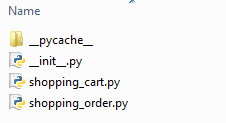 Name
__pycache__
__init__.py
shopping_cart.py
shopping_order.py